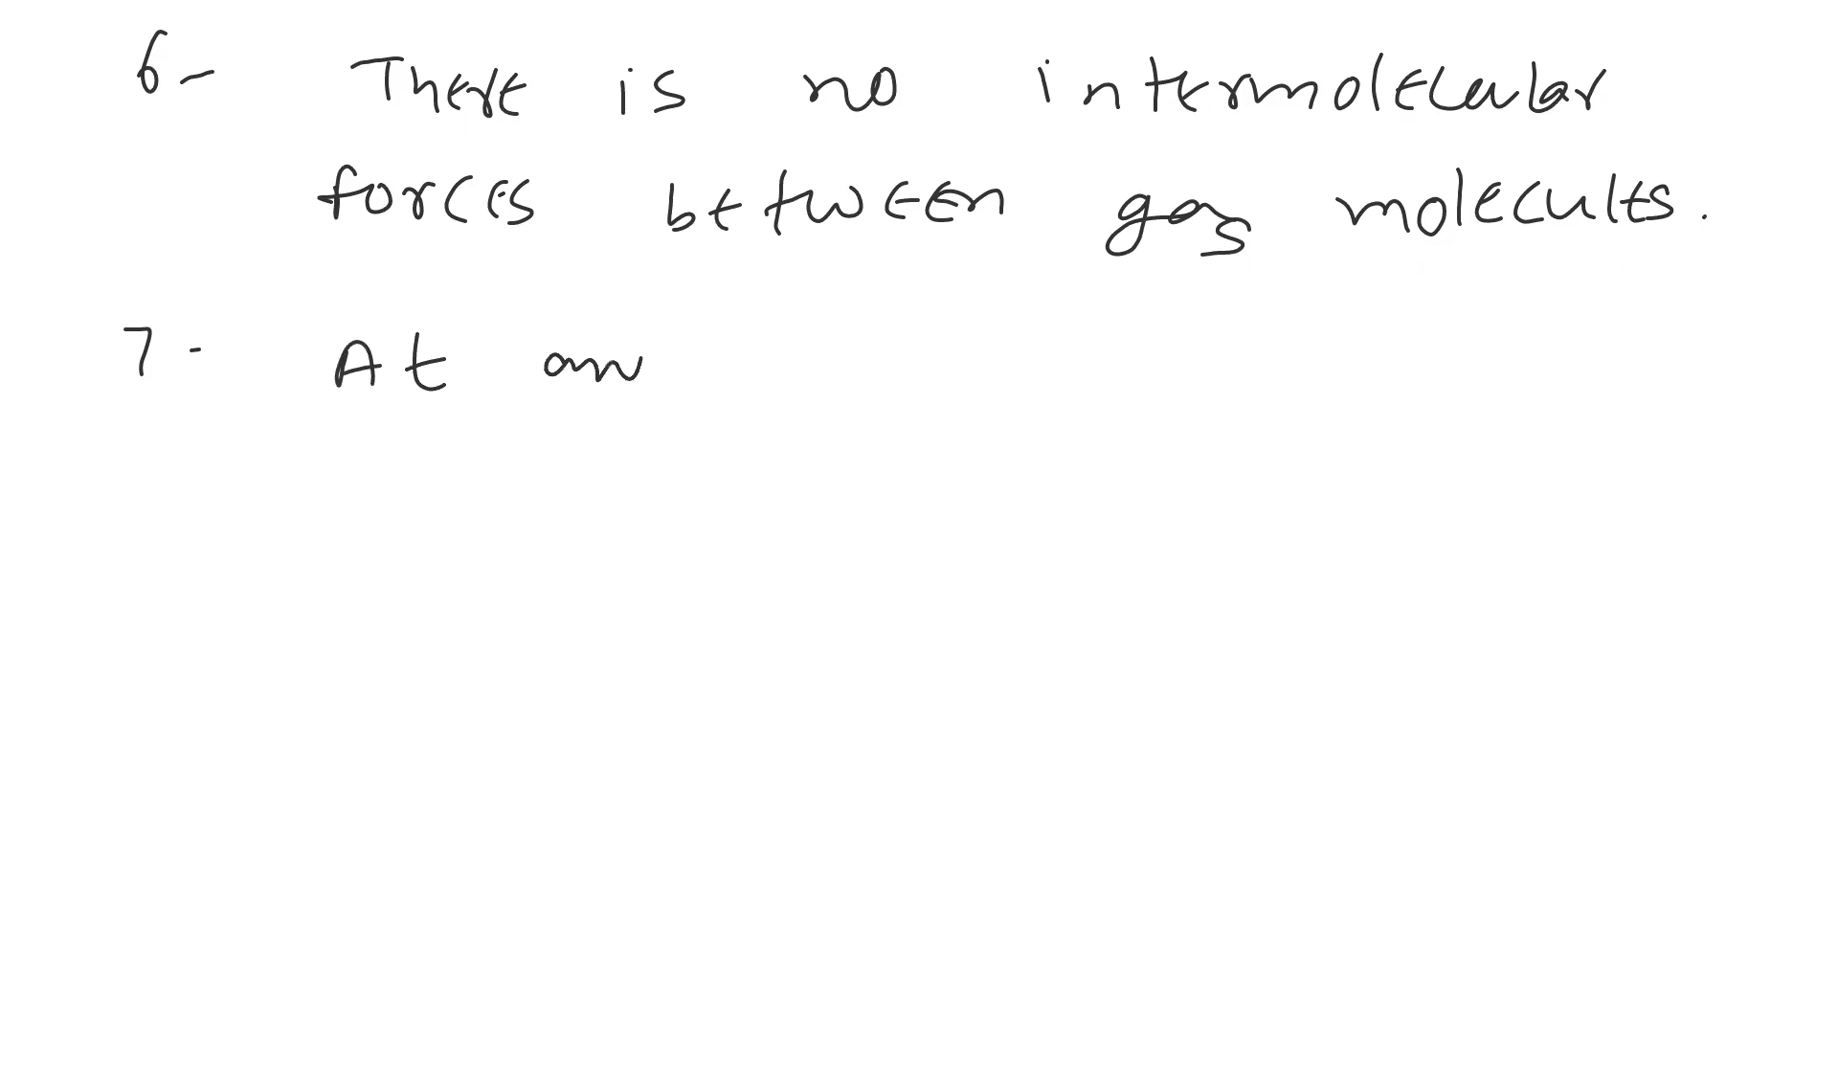 6- There is no intermolecular
forces between gas molecules.
7- At an